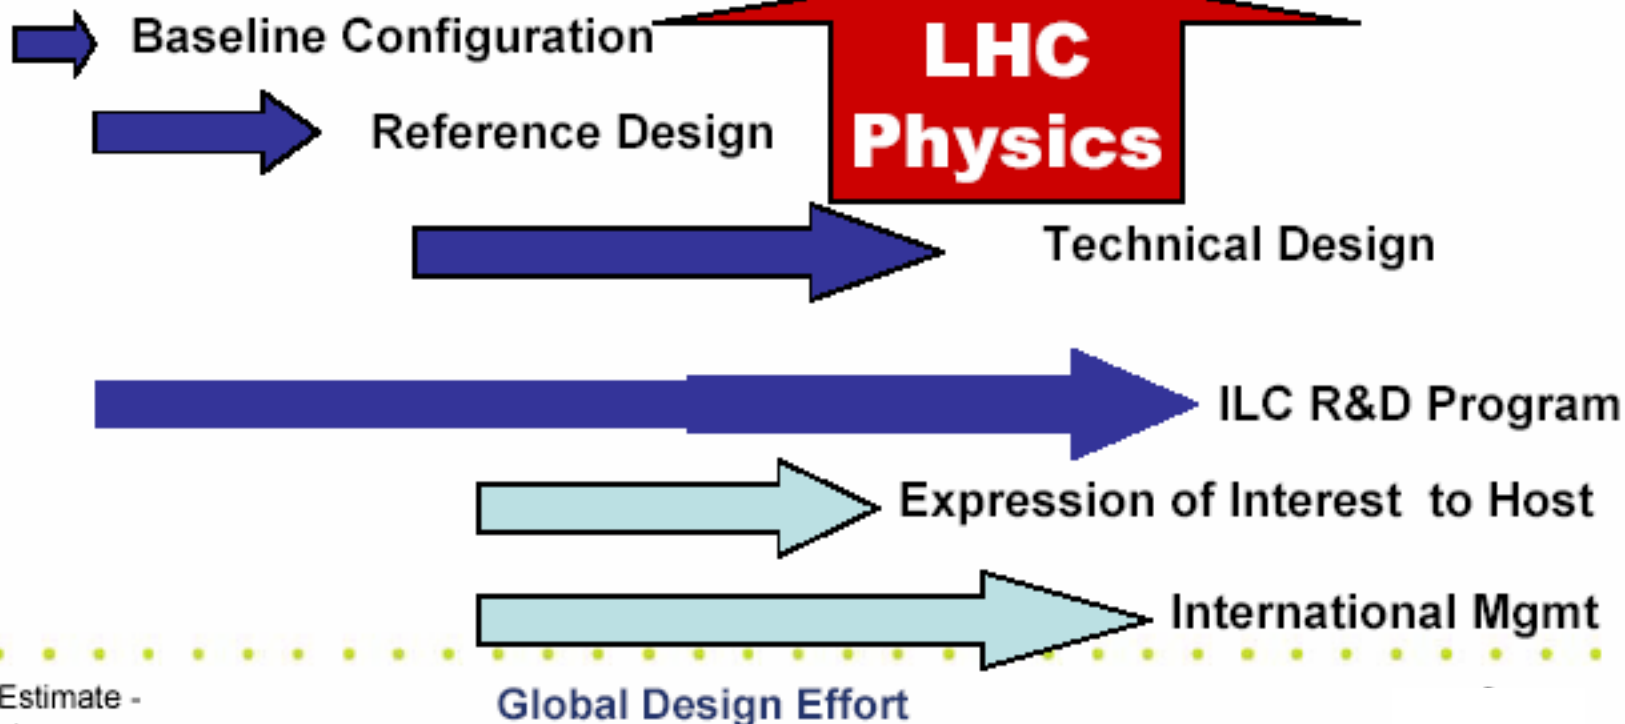 Baseline Configuration
LHC
Physics
Reference Design
Technical Design
ILC R&D Program
Expression of Interest to Host
International Mgmt
Estimate -
Global Design Effort